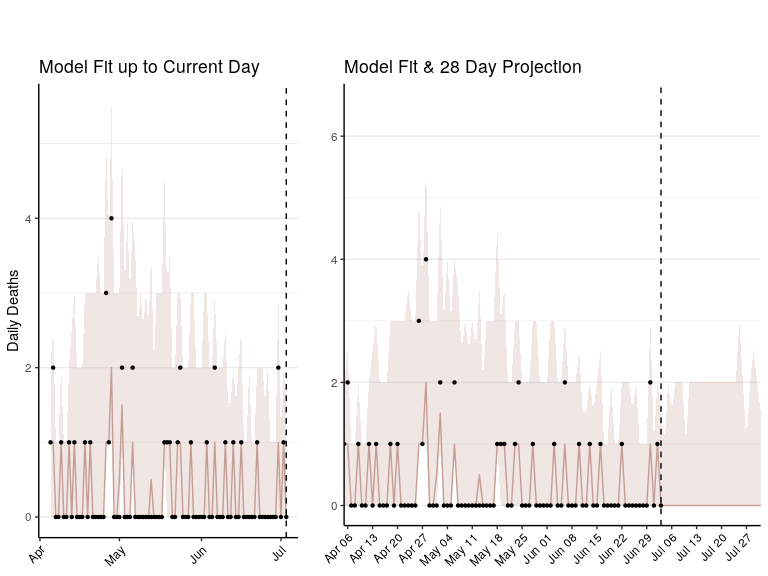 Model Fit up to Current Day
Model Fit & 28 Day Projection
Daily Deaths
4
2
0
Apr May Jun Jul
6
4
2
0
Apr 06 Apr 13 Apr 20 Apr 27 May 04 May 11 May 18 May 25 Jun 01 Jun 08 Jun 15 Jun 22 Jun 29 Jul 06 Jul 13 Jul 20 Jul 27